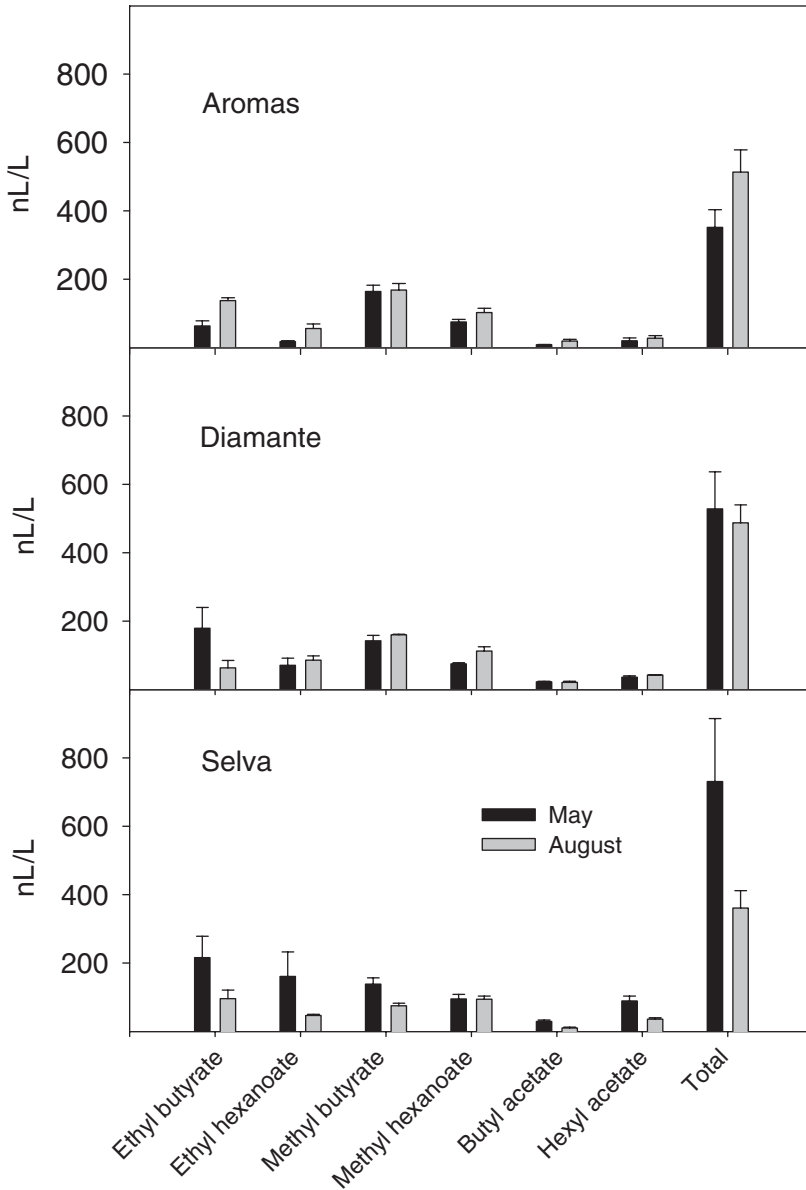 800
Aromas
600
nL/L
400
200
800
Diamante
600
nL/L
400
200
800
Selva
May
600
August
nL/L
400
200
Ethyl butyrate
Ethyl hexanoate
Methyl butyrate
Methyl hexanoate
Butyl acetate
Hexyl acetate
Total